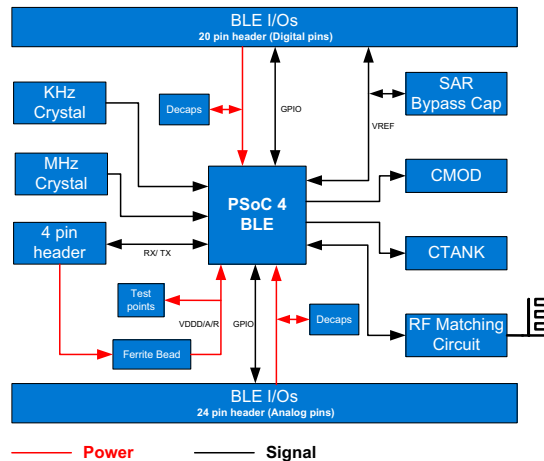 BLE I/Os
20 pin header (Digital pins)
KHz
Crystal
Decaps
GPIO
SAR
Bypass Cap
VREF
MHz
Crystal
PSoC 4
BLE
CMOD
4 pin
header
RX/ TX
CTANK
Test
points
VDDD/A/R
GPIO
Decaps
RF Matching
Circuit
Ferrite Bead
BLE I/Os
24 pin header (Analog pins)
Power
Signal